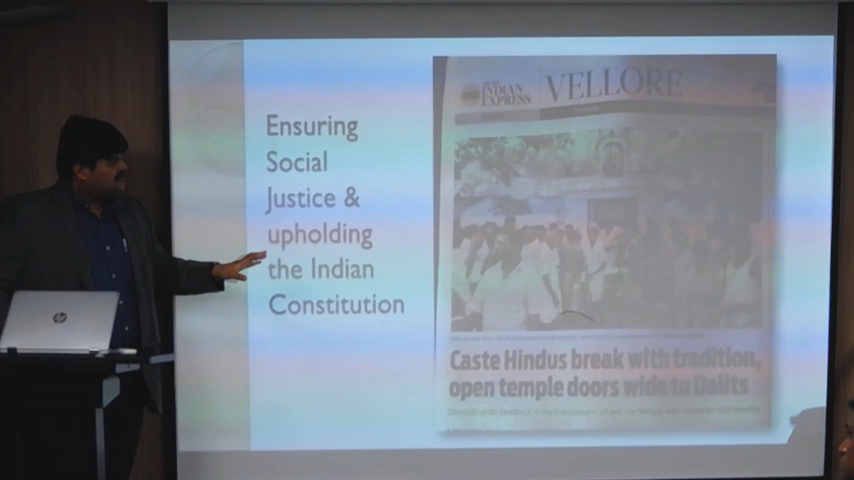 Ensuring
Social
Justice &
upholding
the Indian
Constitution
INDIAN
EXPRESS
VELLORE
Caste Hindus break with tradition,
open temple doors wide to Dalits
hp